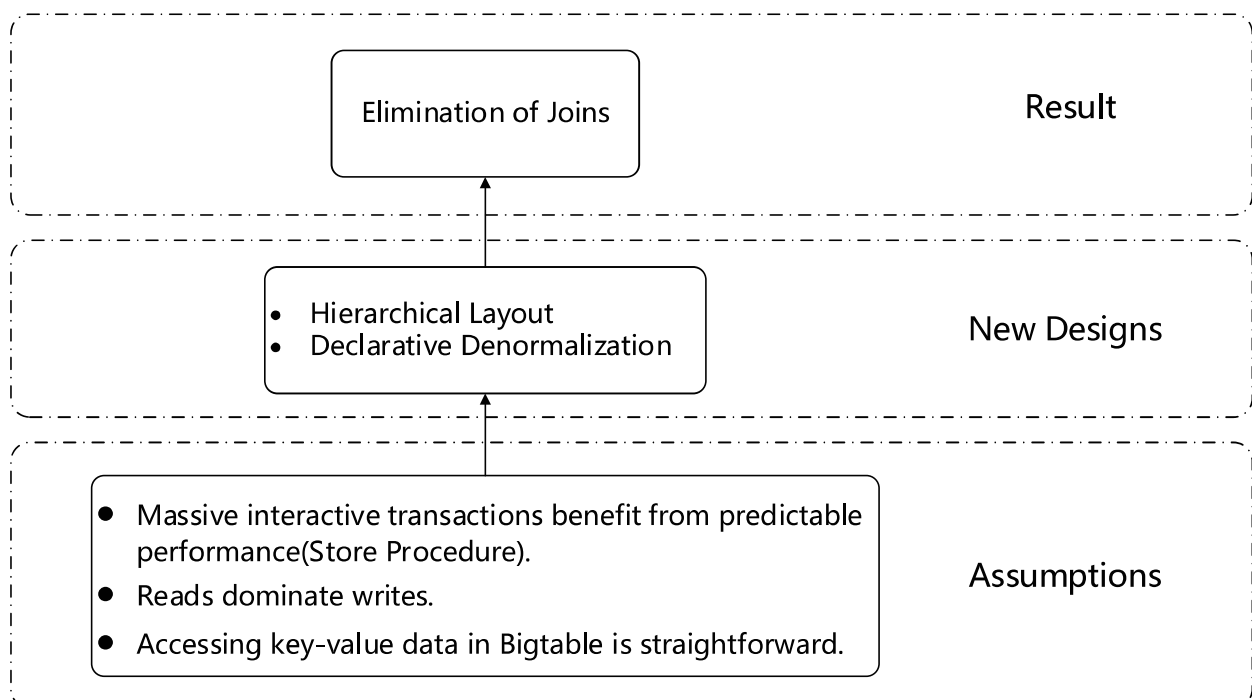 Elimination of Joins
Result
• Hierarchical Layout
• Declarative Denormalization
New Designs
• Massive interactive transactions benefit from predictable
performance(Store Procedure).
• Reads dominate writes.
• Accessing key-value data in Bigtable is straightforward.
Assumptions